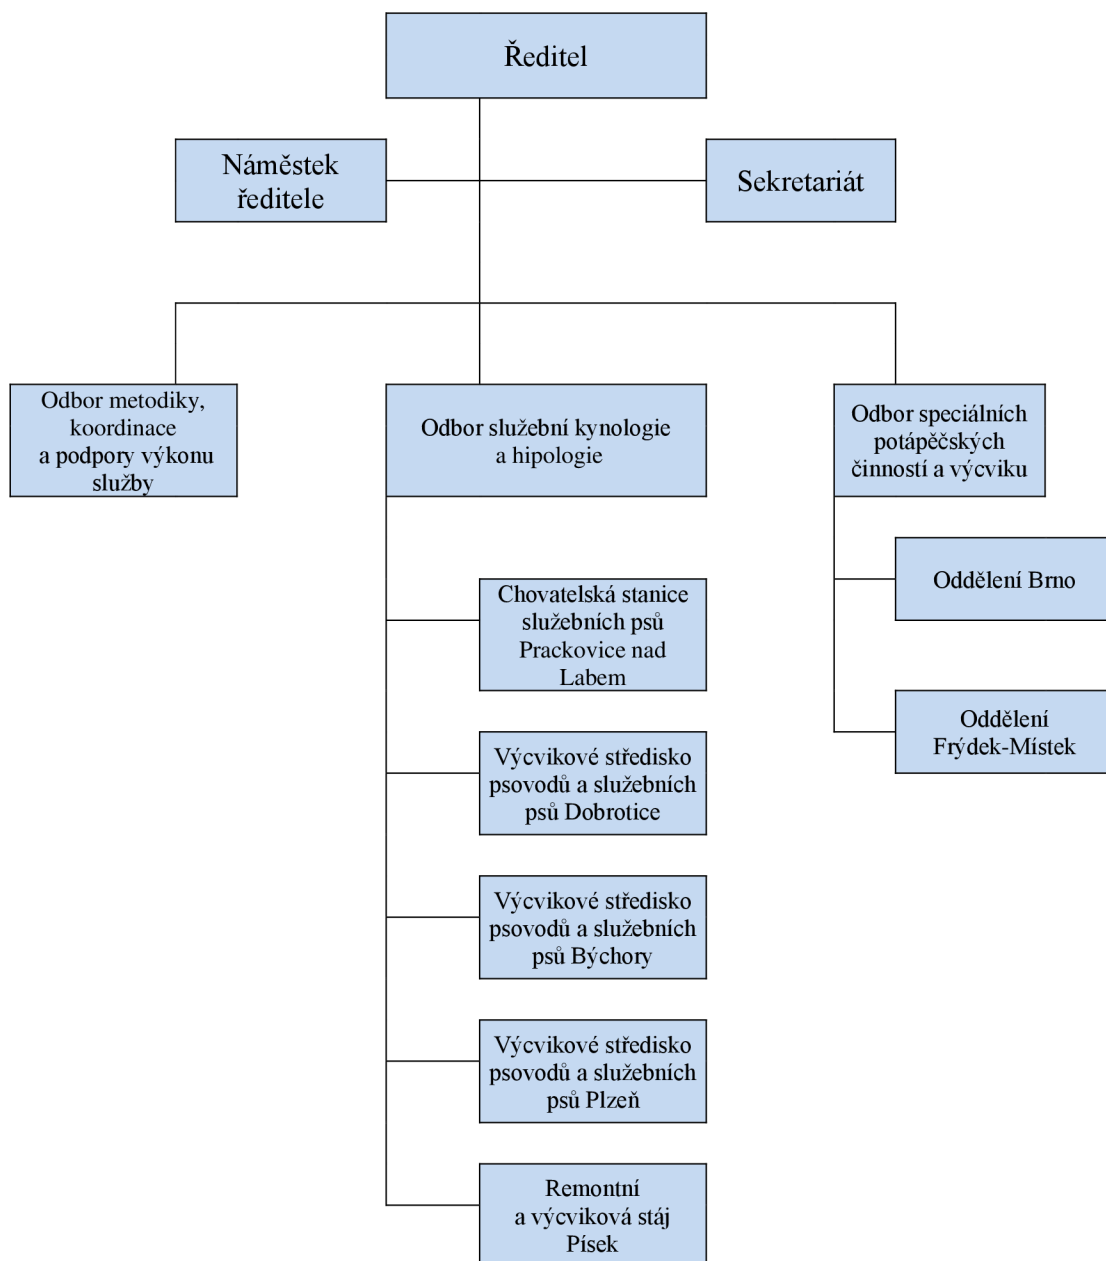 Ředitel
Náměstek
ředitele
Sekretariát
Odbor metodiky,
koordinace
a podpory výkonu
služby
Odbor služební kynologie
a hipologie
Odbor speciálních
potápěčských
činností a výcviku
Oddělení Brno
Chovatelská stanice
služebních psů
Prackovice nad
Labem
Oddělení
Frýdek-Místek
Výcvikové středisko
psovodů a služebních
psů Dobrotice
Výcvikové středisko
psovodů a služebních
psů Býchory
Výcvikové středisko
psovodů a služebních
psů Plzeň
Remontní
a výcviková stáj
Písek